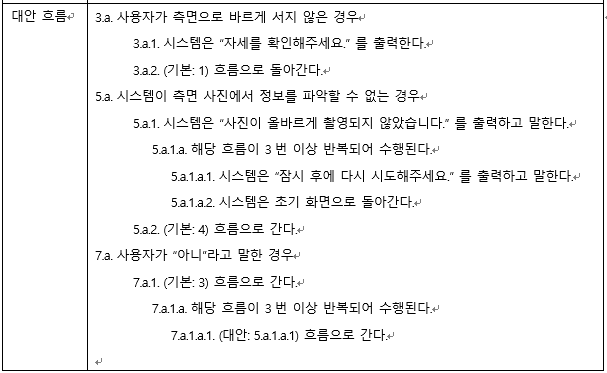 대안 흐름
3.a. 사용자가 측면으로 바르게 서지 않은 경우
3.a.1. 시스템은 “자세를 확인해주세요.” 를 출력한다.
3.a.2. (기본: 1) 흐름으로 돌아간다.
5.a. 시스템이 측면 사진에서 정보를 파악할 수 없는 경우
5.a.1. 시스템은 “사진이 올바르게 촬영되지 않았습니다.” 를 출력하고 말한다.
5.a.1.a. 해당 흐름이 3 번 이상 반복되어 수행된다.
5.a.1.a.1. 시스템은 “잠시 후에 다시 시도해주세요.” 를 출력하고 말한다.
5.a.1.a.2. 시스템은 초기 화면으로 돌아간다.
5.a.2. (기본: 4) 흐름으로 간다.
7.a. 사용자가 “아니”라고 말한 경우
7.a.1. (기본: 3) 흐름으로 간다.
7.a.1.a. 해당 흐름이 3 번 이상 반복되어 수행된다.
7.a.1.a.1. (대안: 5.a.1.a.1) 흐름으로 간다.